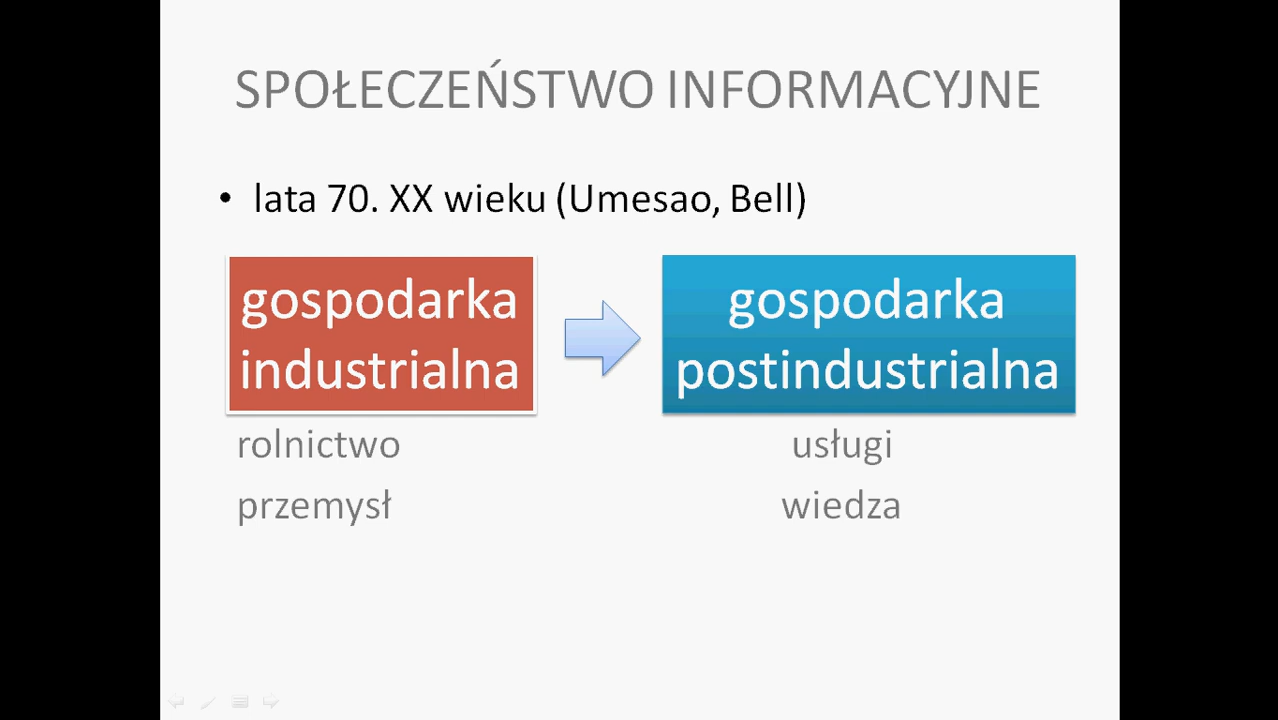 SPOŁECZEŃSTWO INFORMACYJNE
• lata 70. XX wieku (Umesao, Bell)
gospodarka
industrialna
gospodarka
postindustrialna
rolnictwo
przemysł
usługi
wiedza